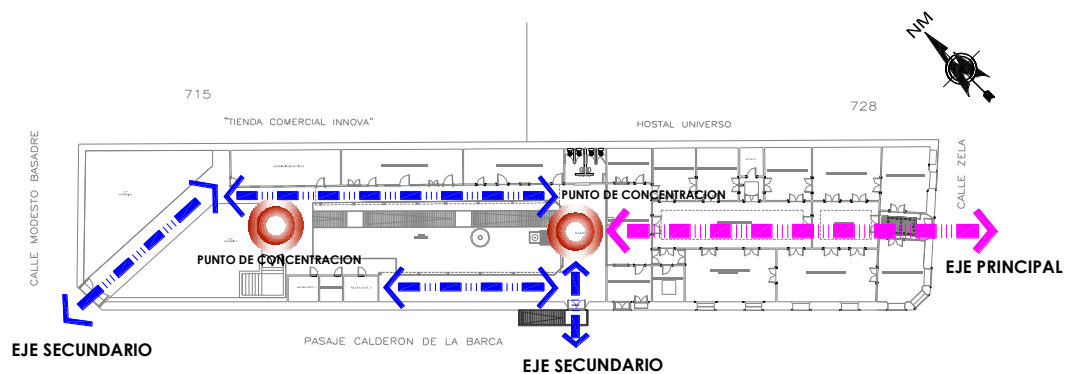 NM
715
728
"TIENDA COMERCIAL INNOVA"
HOSTAL UNIVERSO
CALLE MODESTO BASADRE
CALLE ZELA
PUNTO DE CONCENTRACION
PUNTO DE CONCENTRACION
EJE PRINCIPAL
PASAJE CALDERON DE LA BARCA
EJE SECUNDARIO
EJE SECUNDARIO